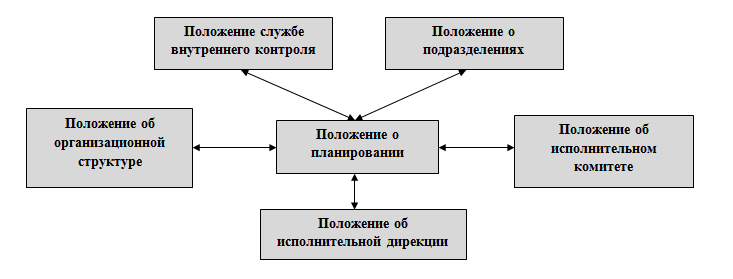 Положение службе
внутреннего контроля
Положение о
подразделениях
Положение об
организационной
структуре
Положение о
планировании
Положение об
исполнительном
комитете
Положение об
исполнительной дирекции